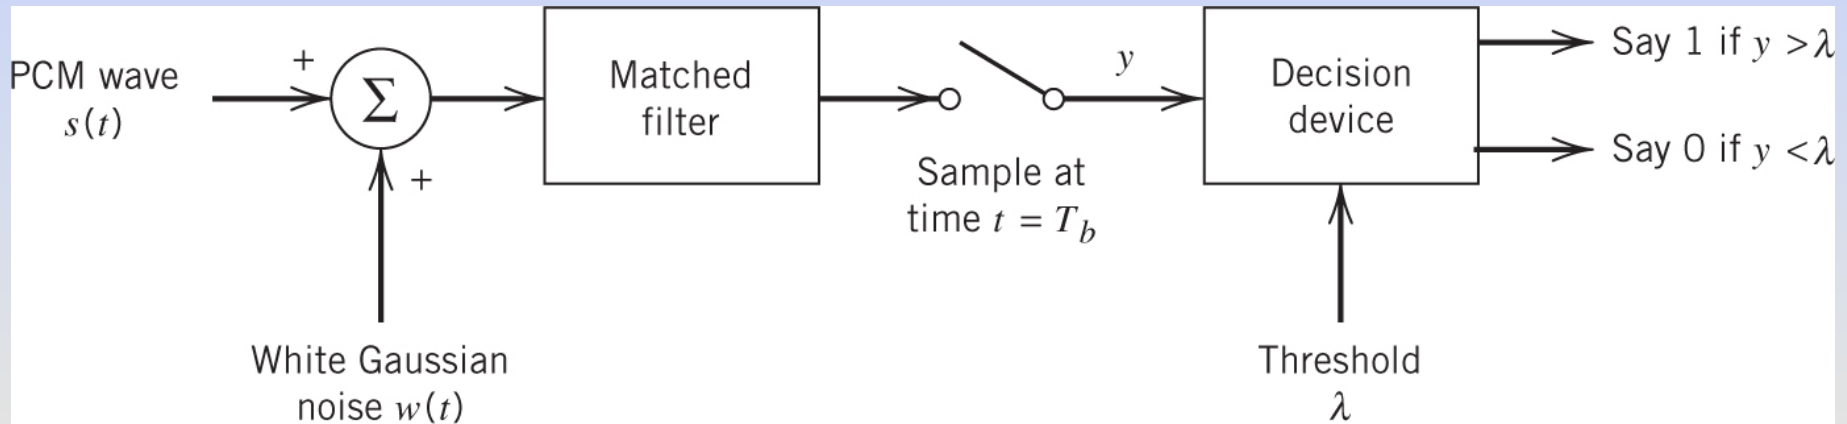 PCM wave
s(t)
+
Σ
+
White Gaussian
noise w(t)
Matched
filter
Sample at
time t = T_b
y
Decision
device
Threshold
λ
Say 1 if y > λ
Say 0 if y < λ